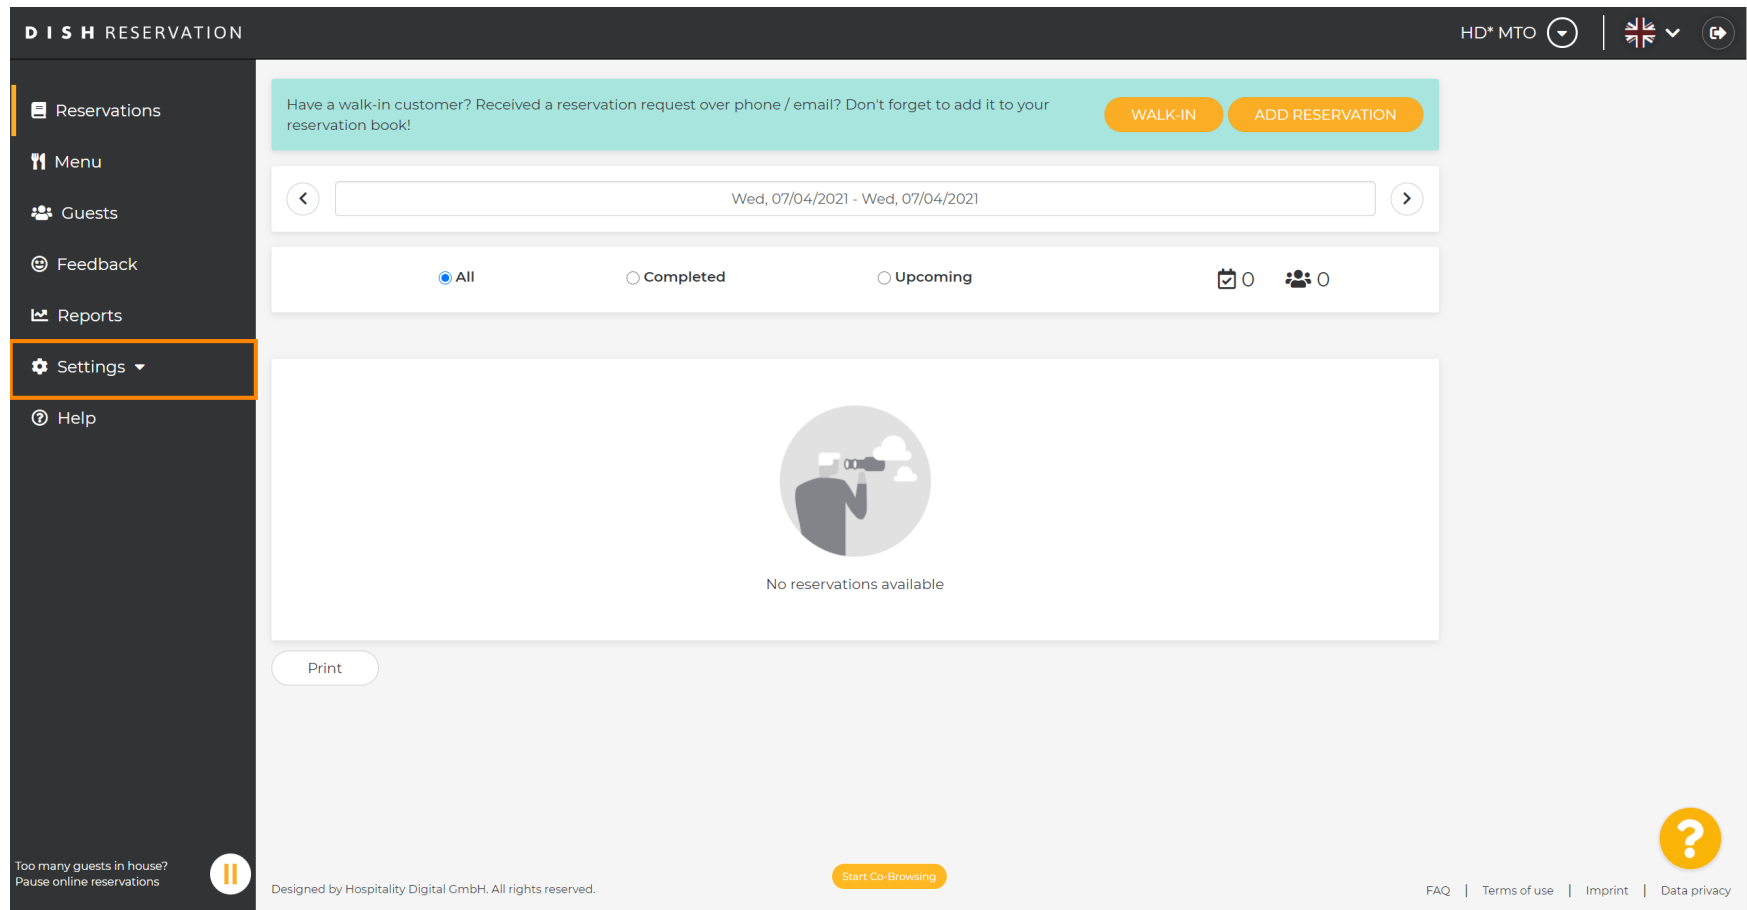 DISH RESERVATION
HD* MTO
Reservations
Menu
Guests
Feedback
Reports
Settings
Help
Too many guests in house?
Pause online reservations
Have a walk-in customer? Received a reservation request over phone / email? Don't forget to add it to your
reservation book!
WALK-IN
ADD RESERVATION
Wed, 07/04/2021 - Wed, 07/04/2021
All
Completed
Upcoming
0
0
No reservations available
Print
Designed by Hospitality Digital GmbH. All rights reserved.
Start Co-Browsing
?
FAQ | Terms of use | Imprint | Data privacy